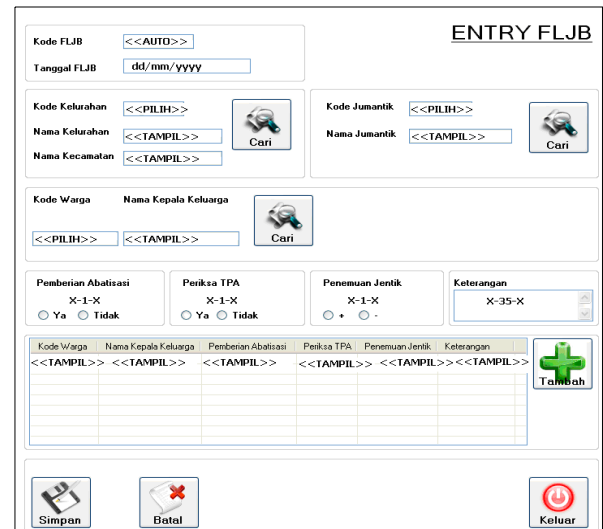 ENTRY FLJB
Kode FLJB <<AUTO>>
Tanggal FLJB dd/mm/yyyy
Kode Kelurahan <<PILIH>>
Nama Kelurahan <<TAMPIL>>
Nama Kecamatan <<TAMPIL>>
Cari
Kode Jumantik <<PILIH>>
Nama Jumantik <<TAMPIL>>
Cari
Kode Warga Nama Kepala Keluarga
<<PILIH>> <<TAMPIL>>
Cari
Pemberian Abatisasi
X-1-X
Ya Tidak
Periksa TPA
X-1-X
Ya Tidak
Penemuan Jentik
X-1-X
+ -
Keterangan
X-35-X
Kode Warga Nama Kepala Keluarga Pemberian Abatisasi Periksa TPA Penemuan Jentik Keterangan
<<TAMPIL>> <<TAMPIL>> <<TAMPIL>> <<TAMPIL>> <<TAMPIL>> <<TAMPIL>>
Tambah
Simpan Batal Keluar